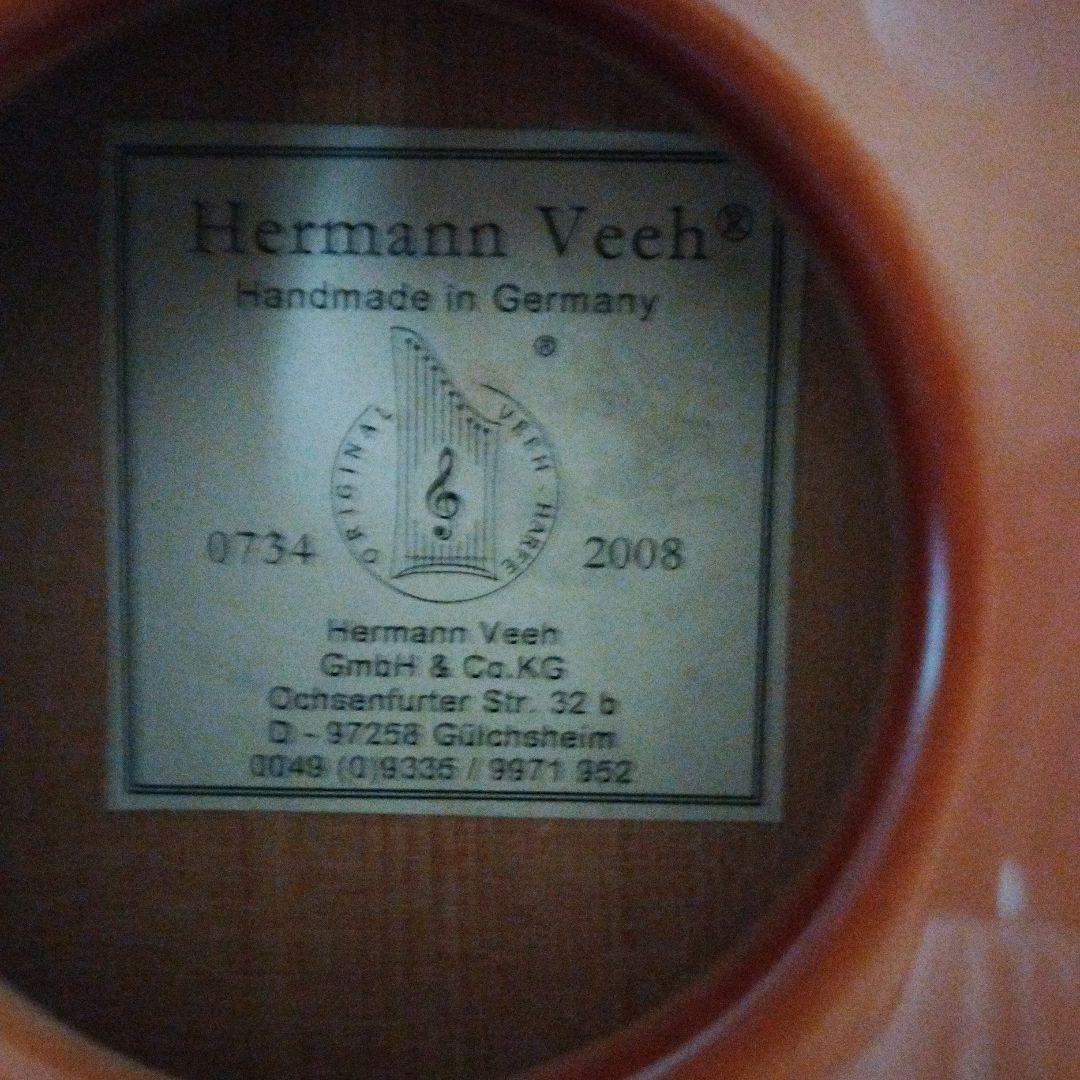 Hermann Veeh®
Handmade in Germany
®
ORIGINAL VEEH HARFE
0734 2008
Hermann Veeh
GmbH & Co.KG
Ochsenfurter Str. 32 b
D - 97258 Gülchsheim
0049 (0)9335 / 9971 952